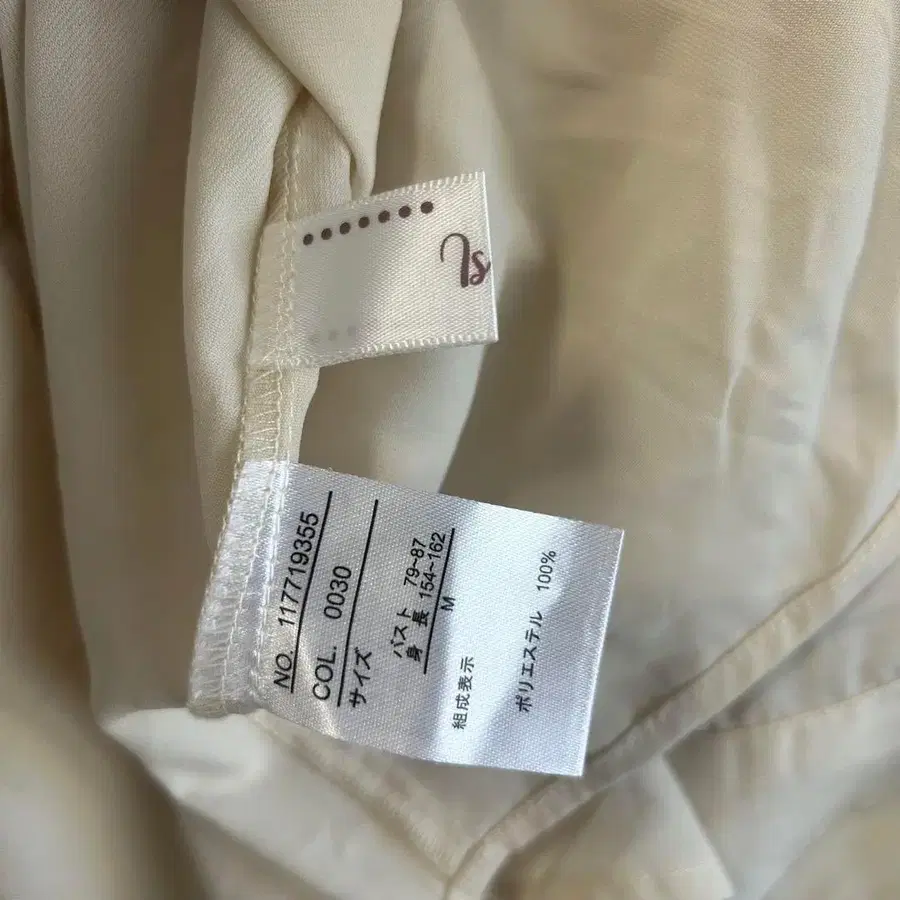 NO. 117719355
COL. 0030
サイズ
バスト 79~87
身 長 154~162
M
組成表示
ポリエステル 100%